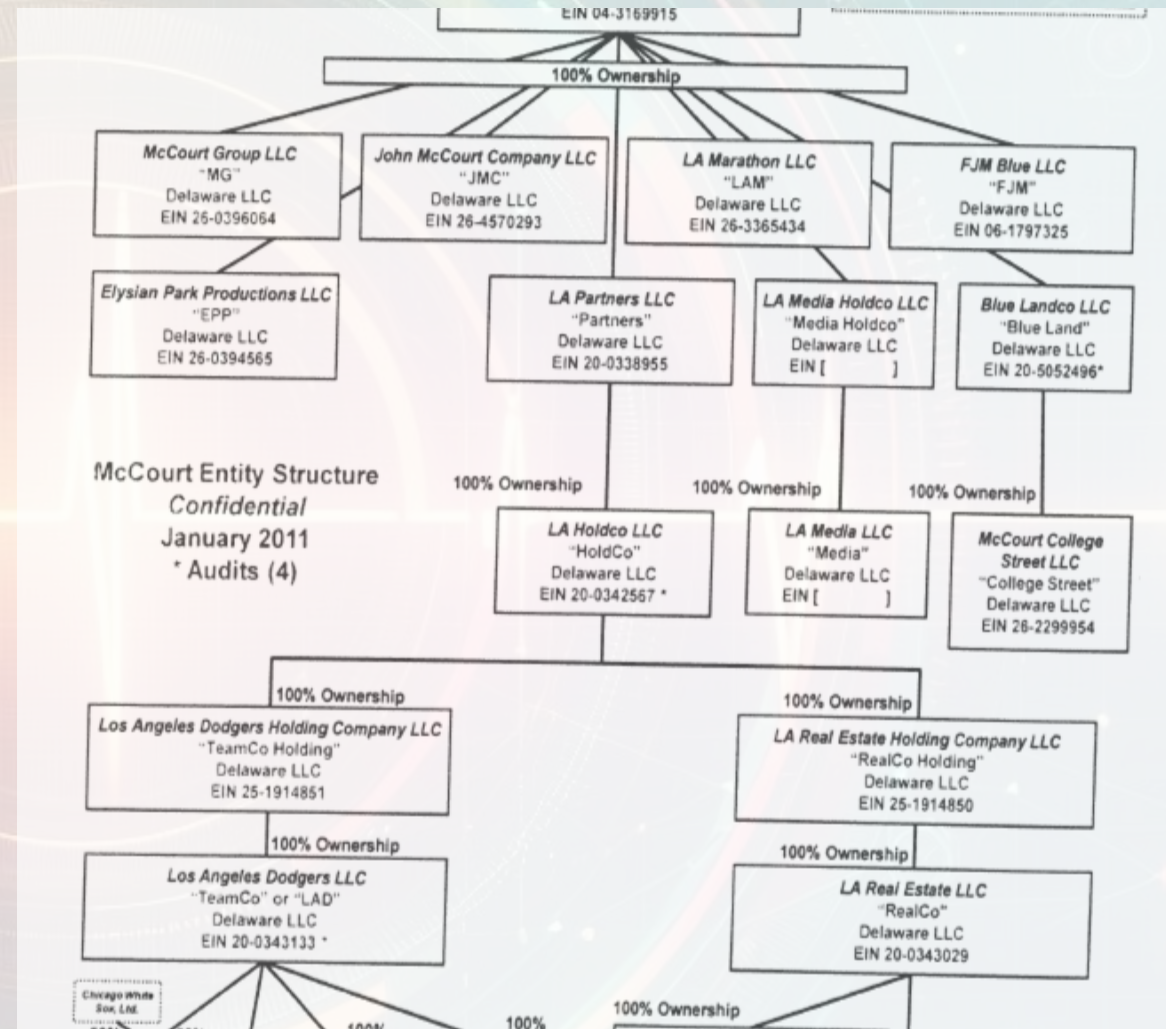 EIN 04-3169915
100% Ownership
McCourt Group LLC
"MG"
Delaware LLC
EIN 26-0396064
John McCourt Company LLC
"JMC"
Delaware LLC
EIN 26-4570293
LA Marathon LLC
"LAM"
Delaware LLC
EIN 26-3365434
FJM Blue LLC
"FJM"
Delaware LLC
EIN 06-1797325
Elysian Park Productions LLC
"EPP"
Delaware LLC
EIN 26-0394565
LA Partners LLC
"Partners"
Delaware LLC
EIN 20-0338955
LA Media Holdco LLC
"Media Holdco"
Delaware LLC
EIN [ ]
Blue Landco LLC
"Blue Land"
Delaware LLC
EIN 20-5052496*
McCourt Entity Structure
Confidential
January 2011
* Audits (4)
100% Ownership
100% Ownership
100% Ownership
LA Holdco LLC
"HoldCo"
Delaware LLC
EIN 20-0342567 *
LA Media LLC
"Media"
Delaware LLC
EIN [ ]
McCourt College
Street LLC
"College Street"
Delaware LLC
EIN 26-2299954
100% Ownership
100% Ownership
Los Angeles Dodgers Holding Company LLC
"TeamCo Holding"
Delaware LLC
EIN 25-1914851
LA Real Estate Holding Company LLC
"RealCo Holding"
Delaware LLC
EIN 25-1914850
100% Ownership
100% Ownership
Los Angeles Dodgers LLC
"TeamCo" or "LAD"
Delaware LLC
EIN 20-0343133 *
LA Real Estate LLC
"RealCo"
Delaware LLC
EIN 20-0343029
Chicago White
Sox, Ltd.
100%
100%
100% Ownership